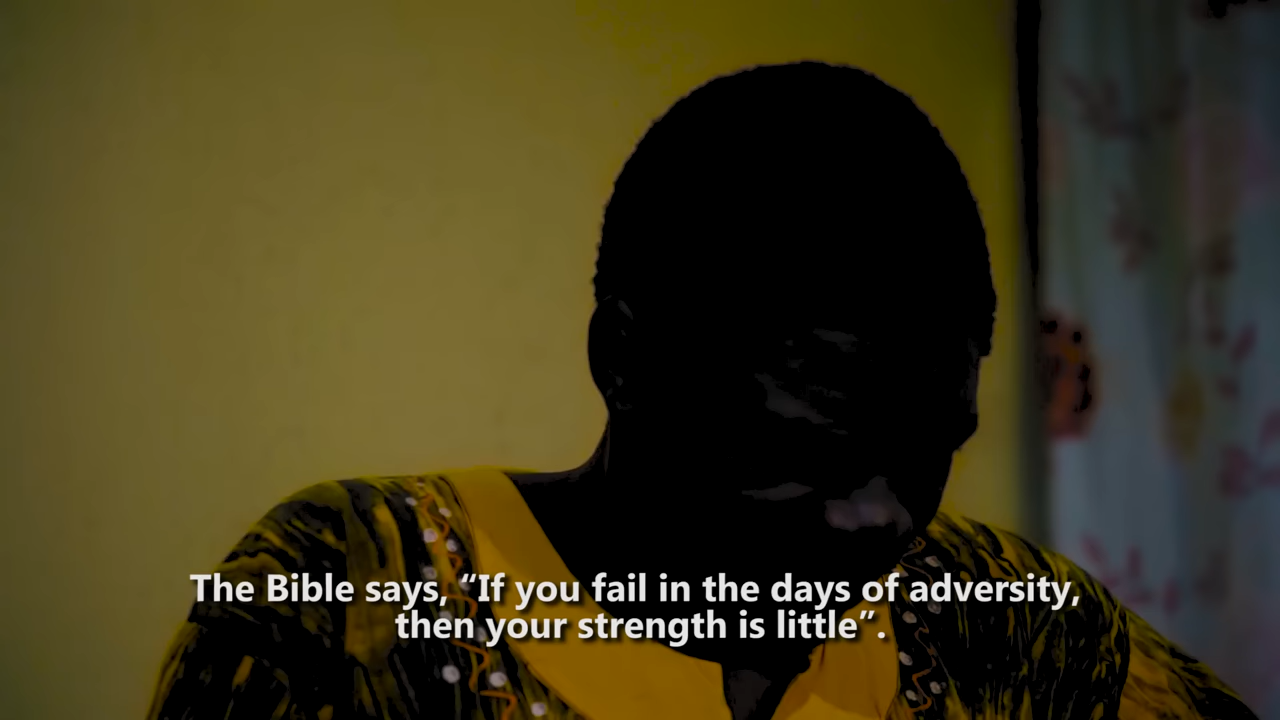 The Bible says, “If you fail in the days of adversity,
then your strength is little”.